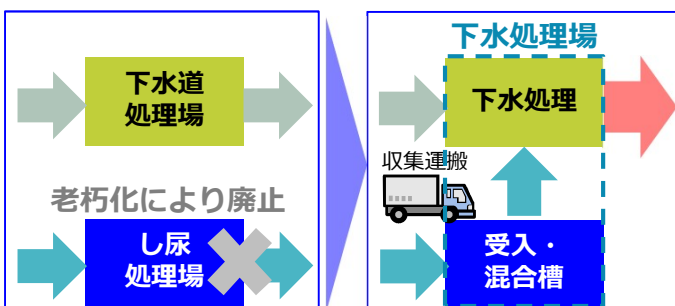 下水道
処理場
老朽化により廃止
し尿
処理場
下水処理場
下水処理
収集運搬
受入・
混合槽